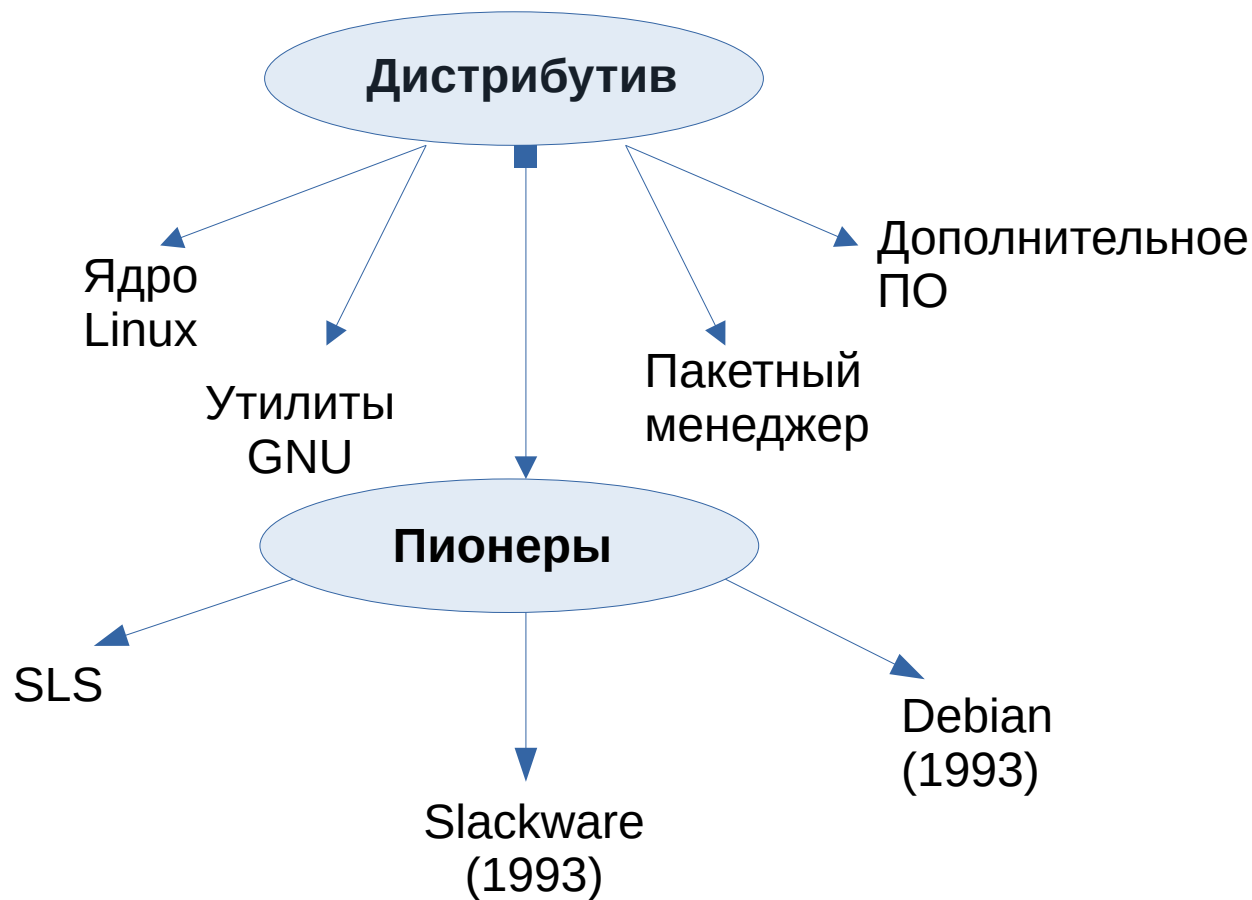 Дистрибутив
Ядро
Linux
Утилиты
GNU
Пакетный
менеджер
Дополнительное
ПО
Пионеры
SLS
Slackware
(1993)
Debian
(1993)